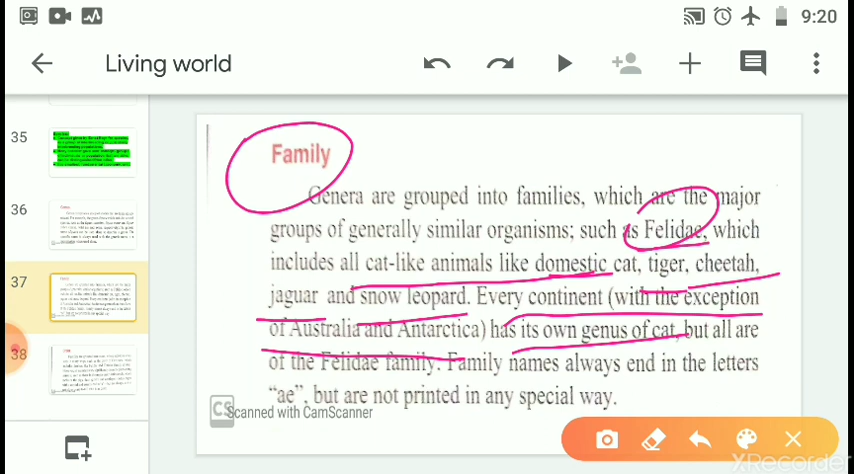 9:20
Living world
35
36
37
38
Family
Genera are grouped into families, which are the major
groups of generally similar organisms; such as Felidae, which
includes all cat-like animals like domestic cat, tiger, cheetah,
jaguar and snow leopard. Every continent (with the exception
of Australia and Antarctica) has its own genus of cat, but all are
of the Felidae family. Family names always end in the letters
"ae", but are not printed in any special way.
CS Scanned with CamScanner
XRecorder